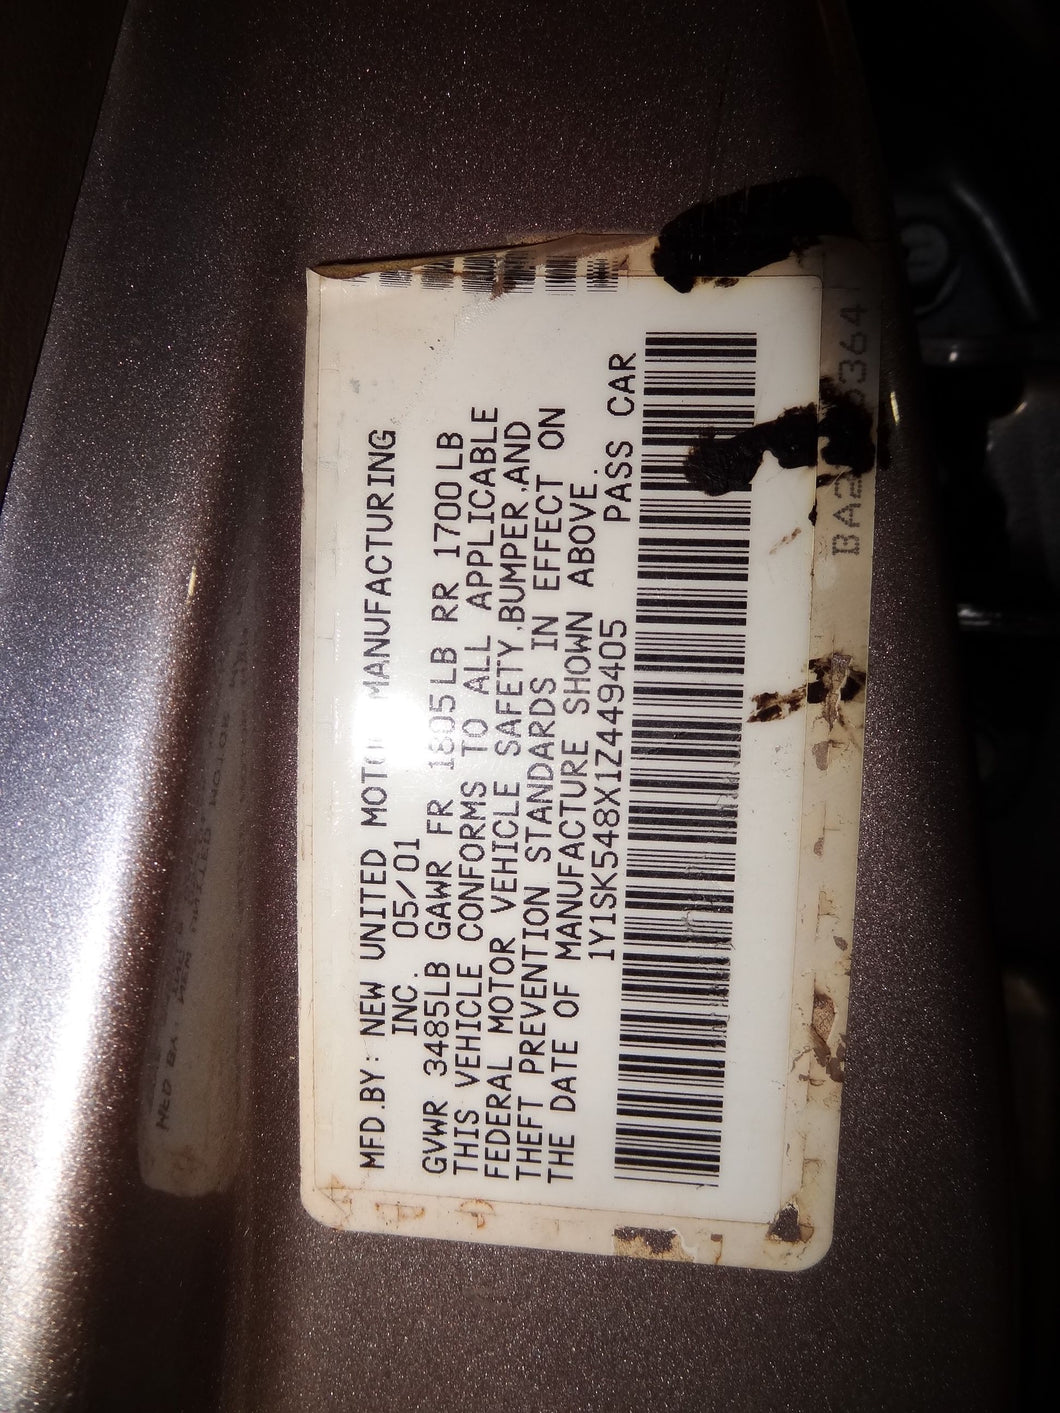 MFD.BY: NEW UNITED MOTOR MANUFACTURING
INC. 05/01
GVWR 3485LB GAWR FR 1805LB RR 1700LB
THIS VEHICLE CONFORMS TO ALL APPLICABLE
FEDERAL MOTOR VEHICLE SAFETY,BUMPER,AND
THEFT PREVENTION STANDARDS IN EFFECT ON
THE DATE OF MANUFACTURE SHOWN ABOVE.
1Y1SK548X1Z449405 PASS CAR